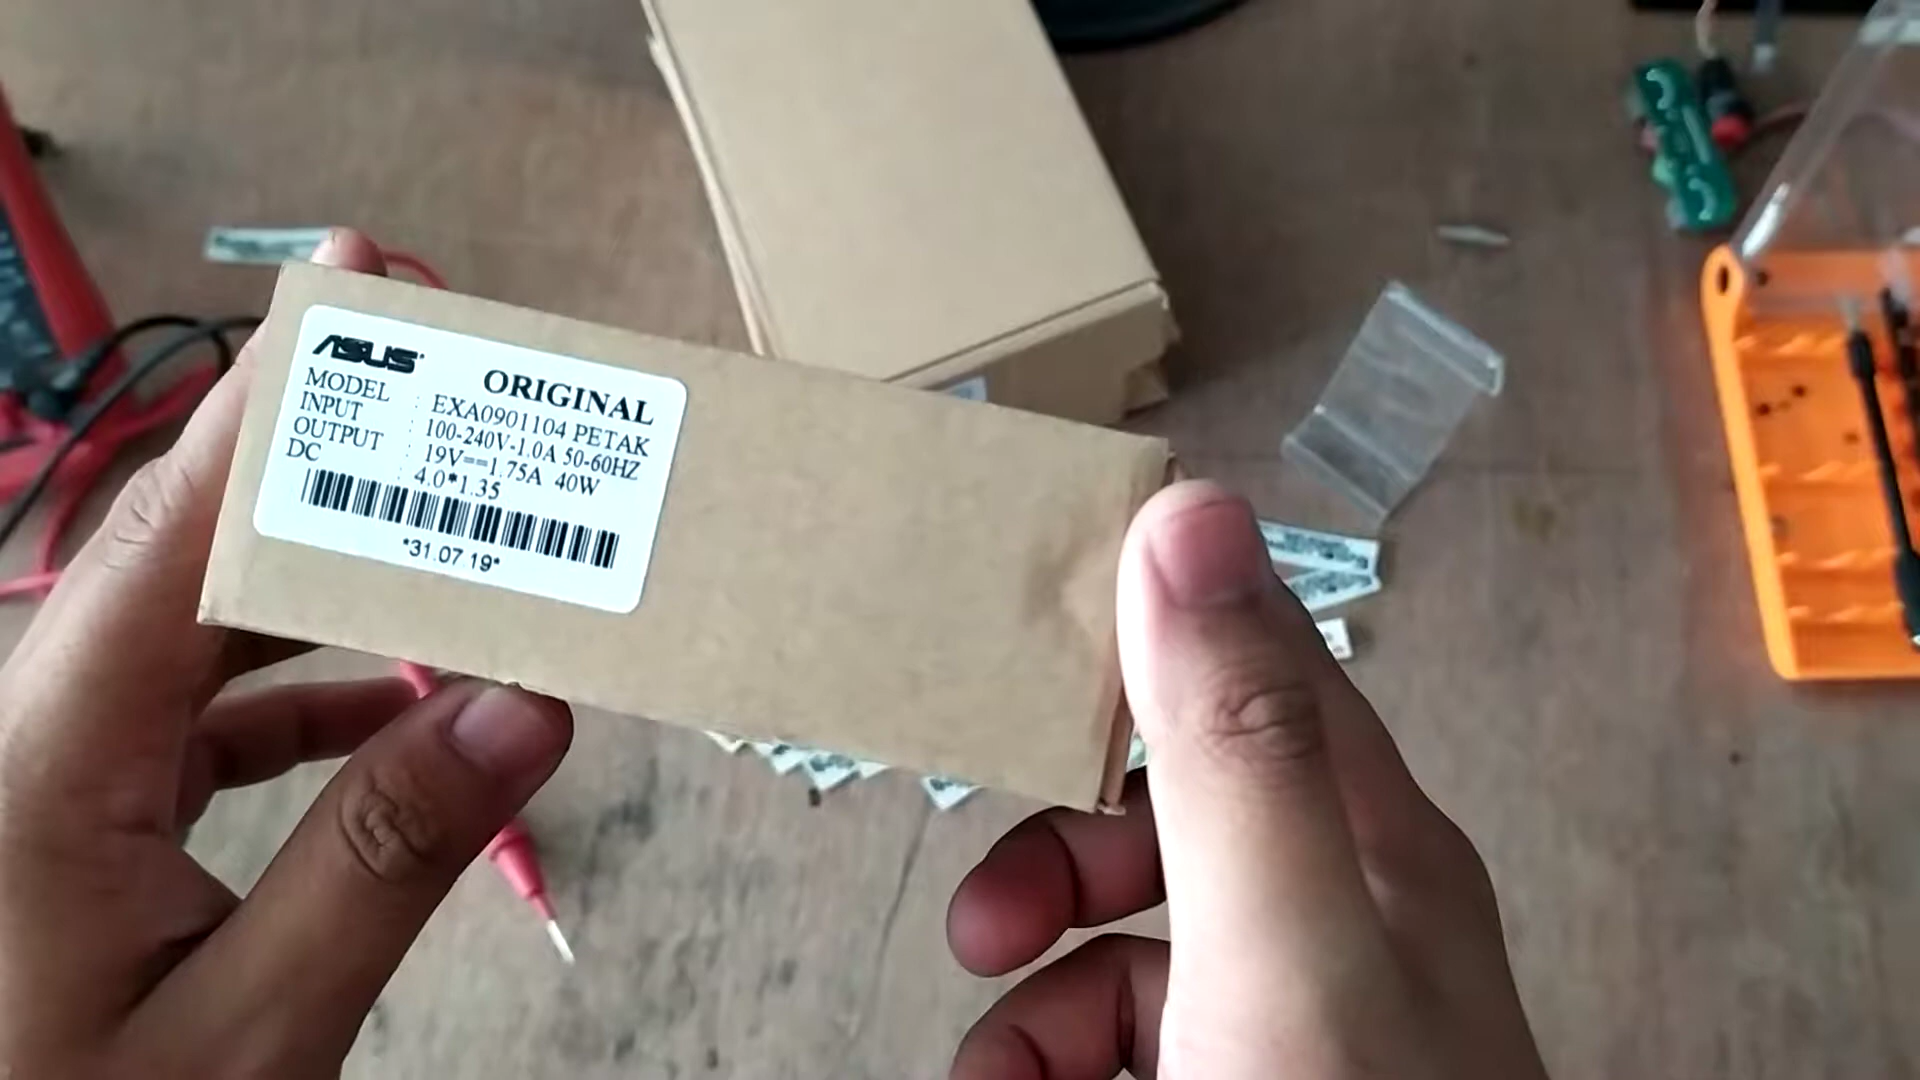 ASUS
ORIGINAL
MODEL : EXA0901104 PETAK
INPUT : 100-240V-1.0A 50-60HZ
OUTPUT : 19V==1.75A 40W
DC : 4.0*1.35
*31.07.19*